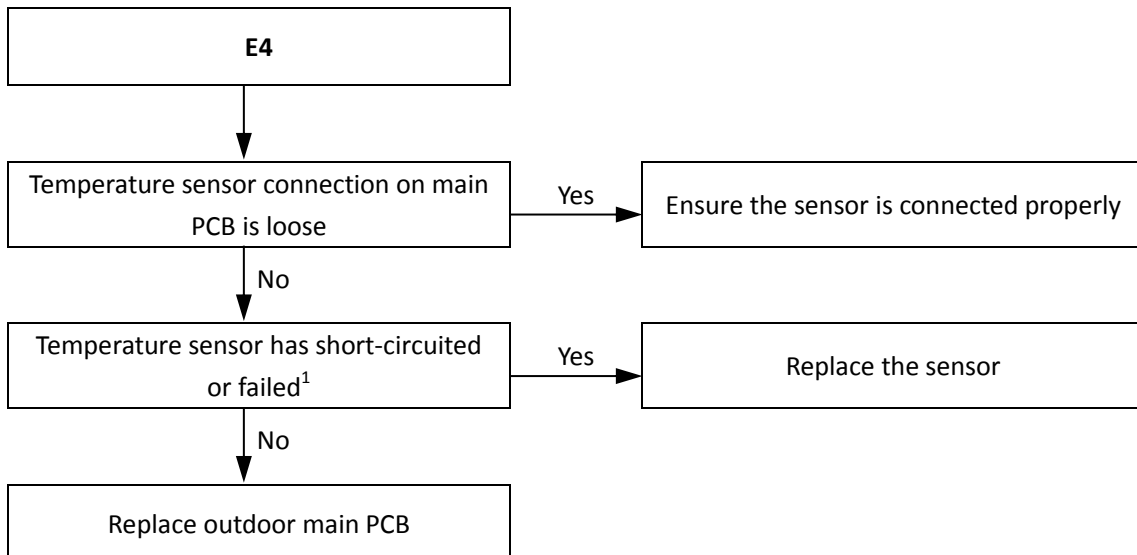 E4
Temperature sensor connection on main
PCB is loose
Yes
Ensure the sensor is connected properly
No
Temperature sensor has short-circuited
or failed1
Yes
Replace the sensor
No
Replace outdoor main PCB